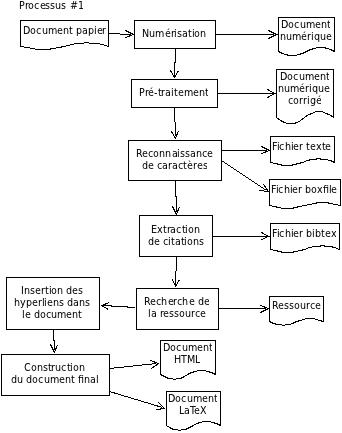 Processus #1
Document papier
Numérisation
Document
numérique
Pré-traitement
Document
numérique
corrigé
Reconnaissance
de caractères
Fichier texte
Fichier boxfile
Extraction
de citations
Fichier bibtex
Insertion des
hyperliens dans
le document
Recherche de
la ressource
Ressource
Construction
du document final
Document
HTML
Document
LaTeX